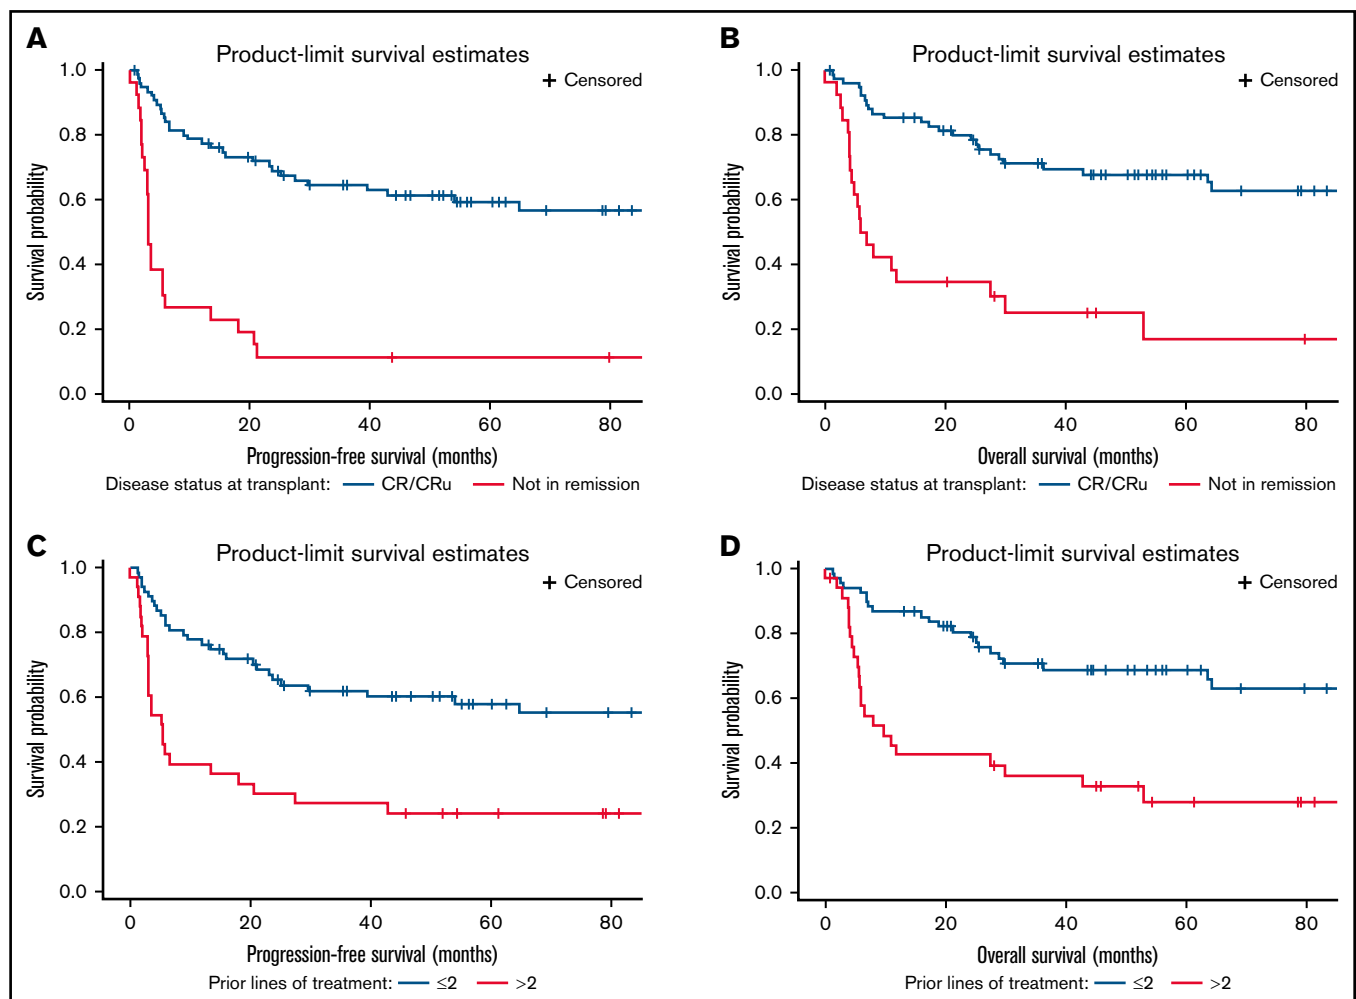 A
Product-limit survival estimates
+ Censored
1.0
0.8
0.6
0.4
0.2
0.0
Survival probability
0 20 40 60 80
Progression-free survival (months)
Disease status at transplant: CR/CRu Not in remission
B
Product-limit survival estimates
+ Censored
1.0
0.8
0.6
0.4
0.2
0.0
Survival probability
0 20 40 60 80
Overall survival (months)
Disease status at transplant: CR/CRu Not in remission
C
Product-limit survival estimates
+ Censored
1.0
0.8
0.6
0.4
0.2
0.0
Survival probability
0 20 40 60 80
Progression-free survival (months)
Prior lines of treatment: ≤2 >2
D
Product-limit survival estimates
+ Censored
1.0
0.8
0.6
0.4
0.2
0.0
Survival probability
0 20 40 60 80
Overall survival (months)
Prior lines of treatment: ≤2 >2